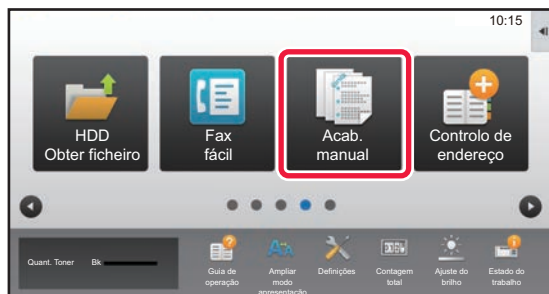 10:15
HDD
Obter ficheiro
Fax
fácil
Acab.
manual
Controlo de
endereço
Quant. Toner Bk
Guia de
operação
Ampliar
modo
apresentação
Definições
Contagem
total
Ajuste do
brilho
Estado do
trabalho